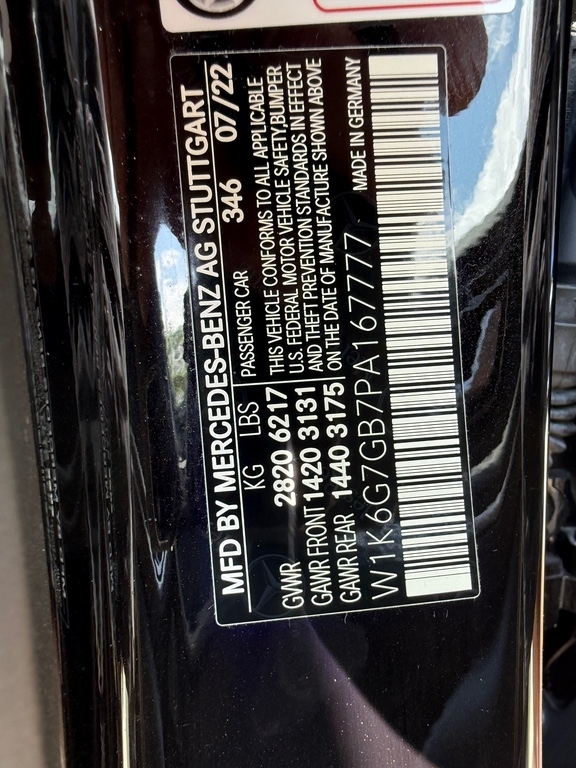 MFD BY MERCEDES-BENZ AG STUTTGART
KG LBS 346 07/22
GVWR 2820 6217 PASSENGER CAR
GAWR FRONT 1420 3131
GAWR REAR 1440 3175
THIS VEHICLE CONFORMS TO ALL APPLICABLE
U.S. FEDERAL MOTOR VEHICLE SAFETY,BUMPER
AND THEFT PREVENTION STANDARDS IN EFFECT
ON THE DATE OF MANUFACTURE SHOWN ABOVE
W1K6G7GB7PA167777 MADE IN GERMANY